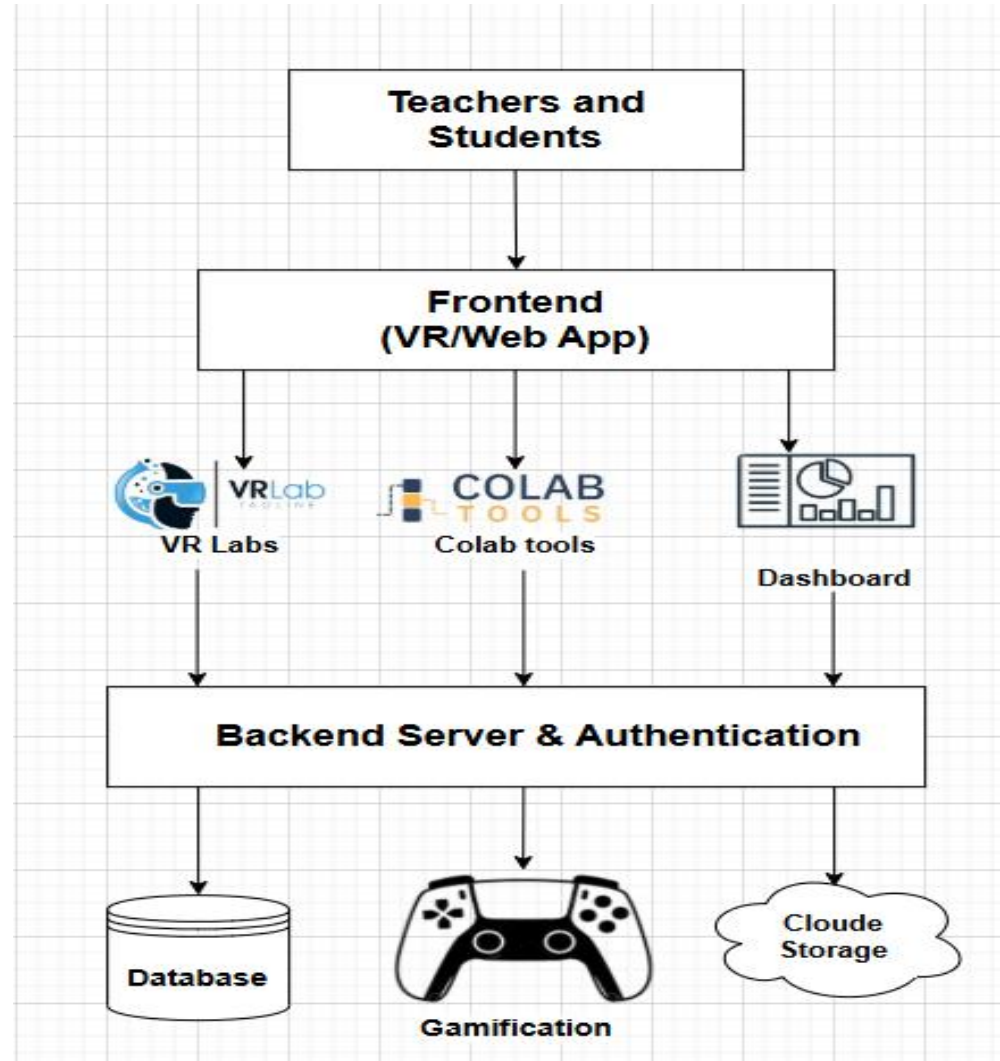 Teachers and
Students
Frontend
(VR/Web App)
VRLab
TAGLINE
VR Labs
COLAB
TOOLS
Colab tools
Dashboard
Backend Server & Authentication
Database
Gamification
Cloude
Storage